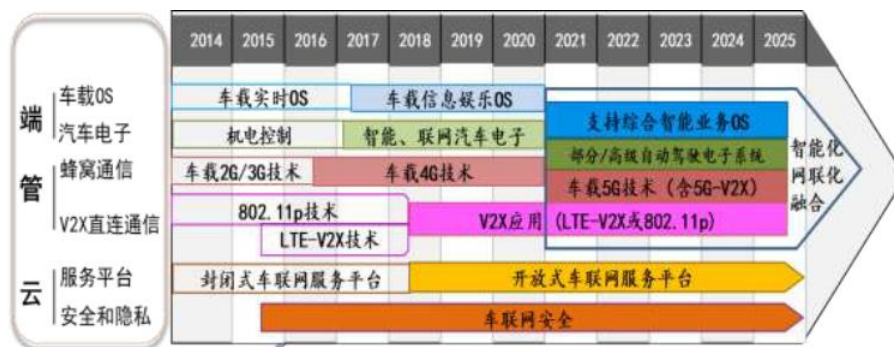 2014 2015 2016 2017 2018 2019 2020 2021 2022 2023 2024 2025
端
车载OS
汽车电子
管
蜂窝通信
V2X直连通信
云
服务平台
安全和隐私
车载实时OS 车载信息娱乐OS
支持综合智能业务OS
机电控制 智能、联网汽车电子
部分/高级自动驾驶电子系统
车载2G/3G技术 车载4G技术
车载5G技术（含5G-V2X）
智能化
网联化
融合
802.11p技术
LTE-V2X技术
V2X应用 (LTE-V2X或802.11p)
封闭式车联网服务平台 开放式车联网服务平台
车联网安全